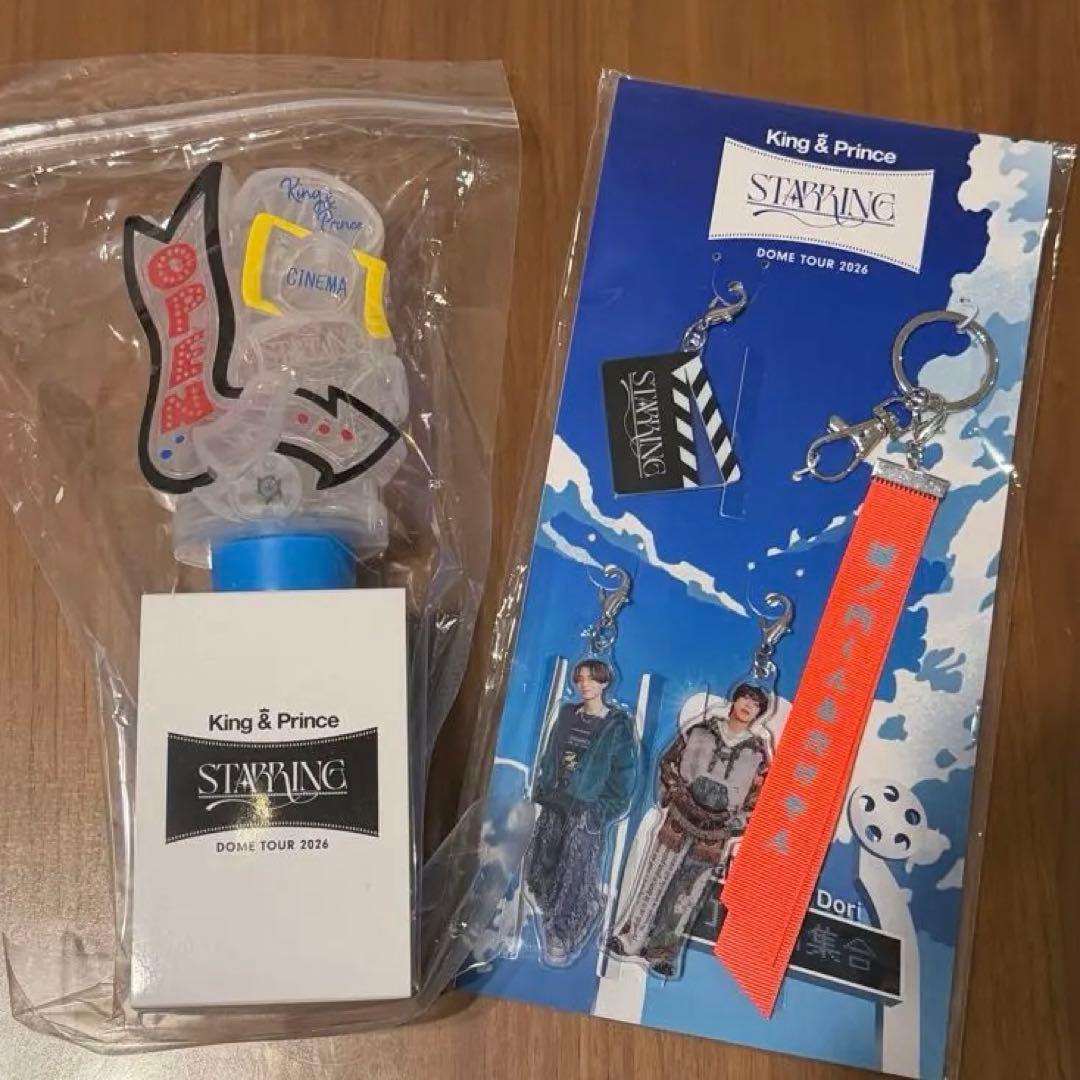 King & Prince
CINEMA
OPEN
King & Prince
STARRING
DOME TOUR 2026
King & Prince
STARRING
DOME TOUR 2026
STARRING
Dori
集合